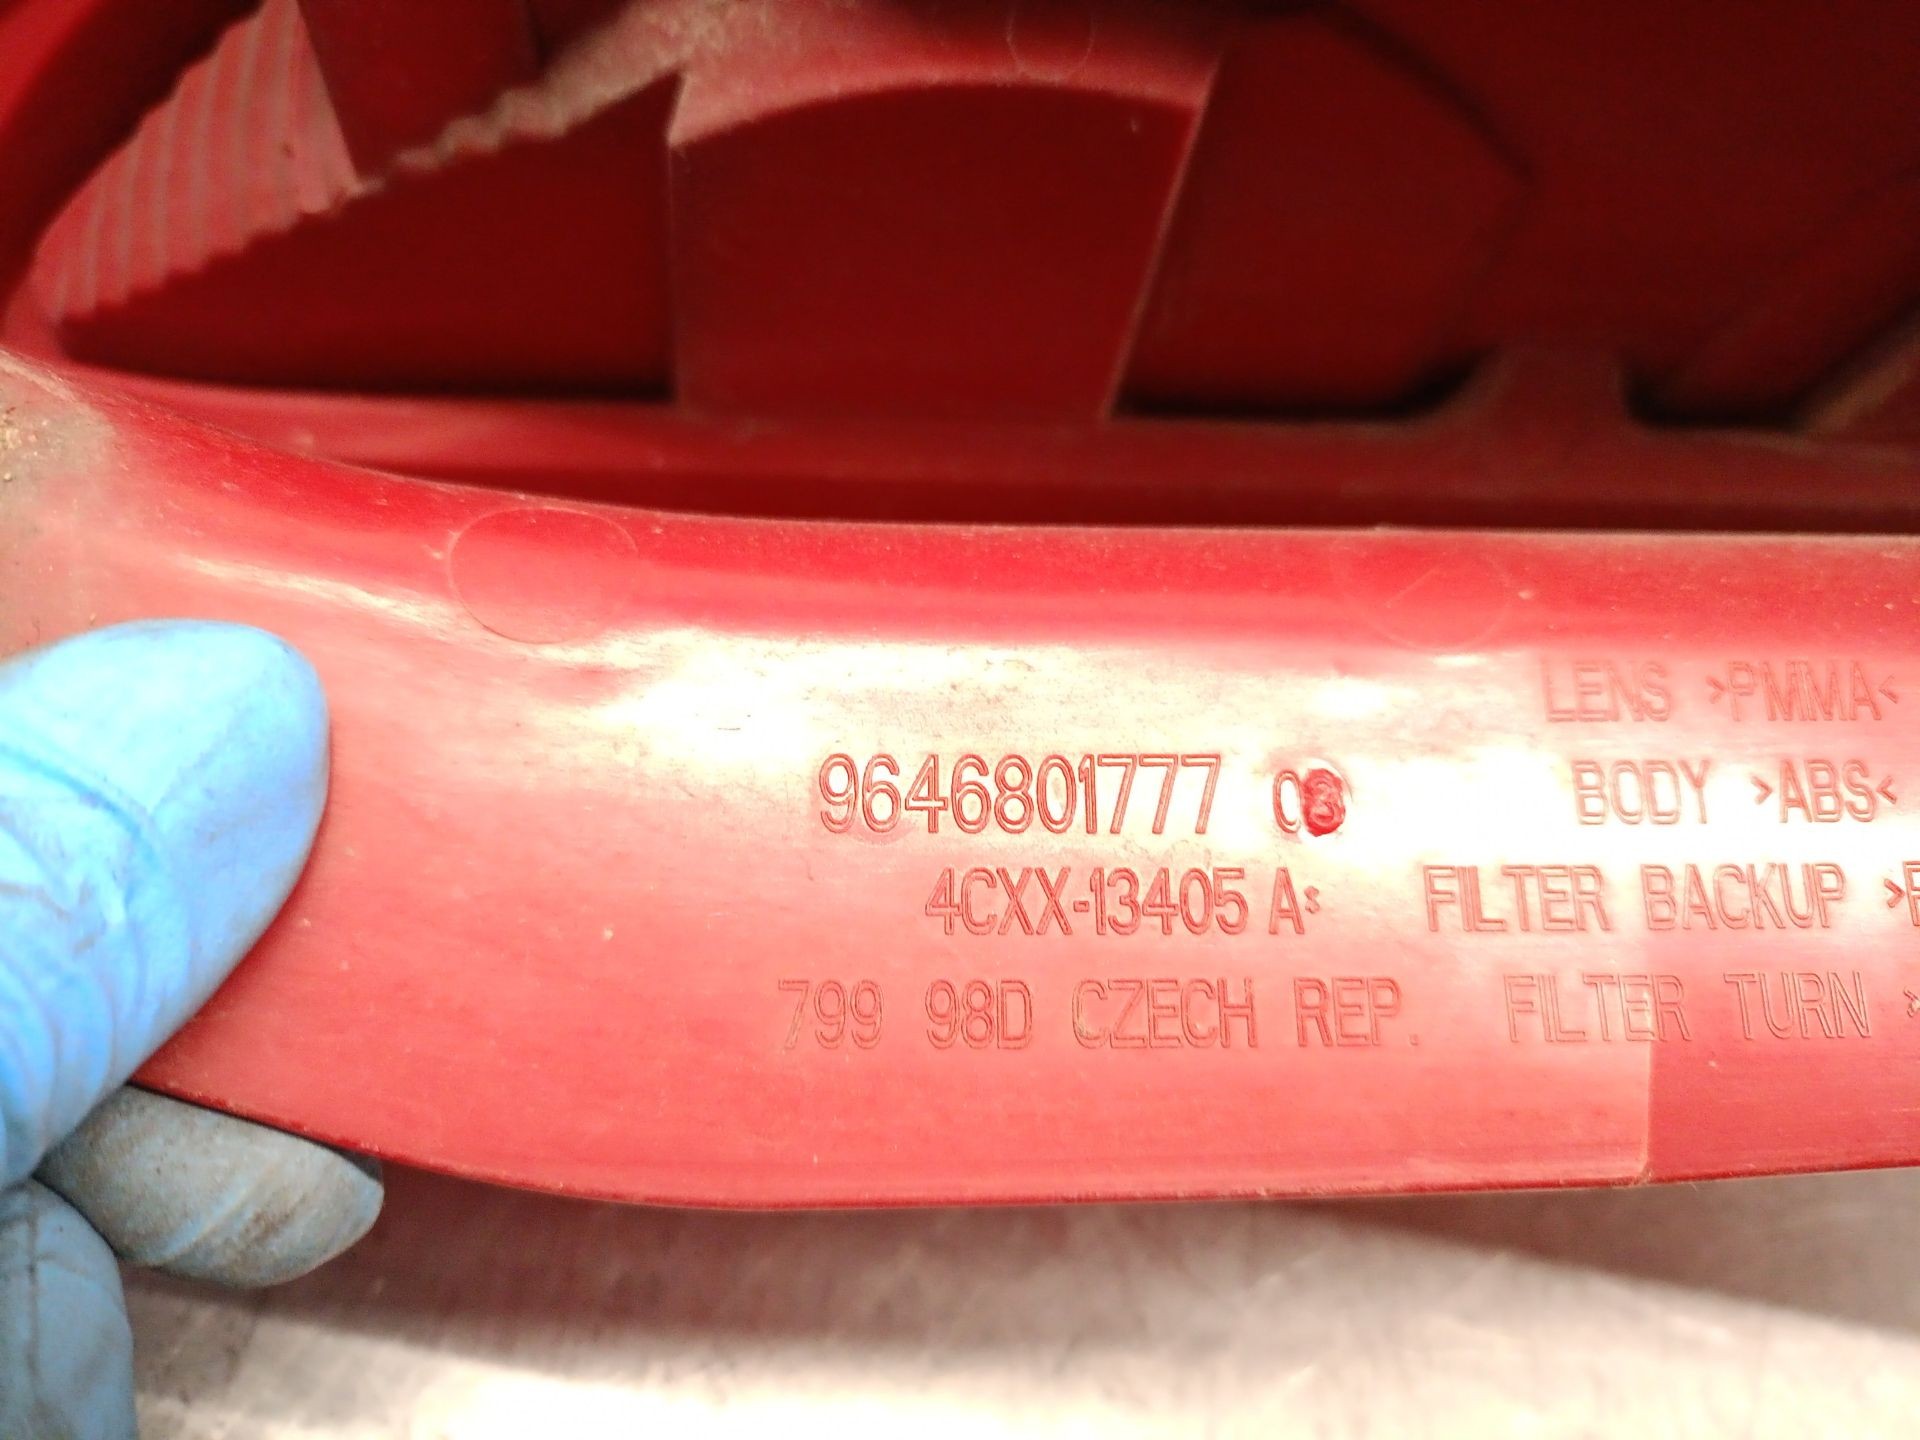 9646801777 03
4CXX-13405 A
799 98D CZECH REP.
LENS >PMMA<
BODY >ABS<
FILTER BACKUP >
FILTER TURN >